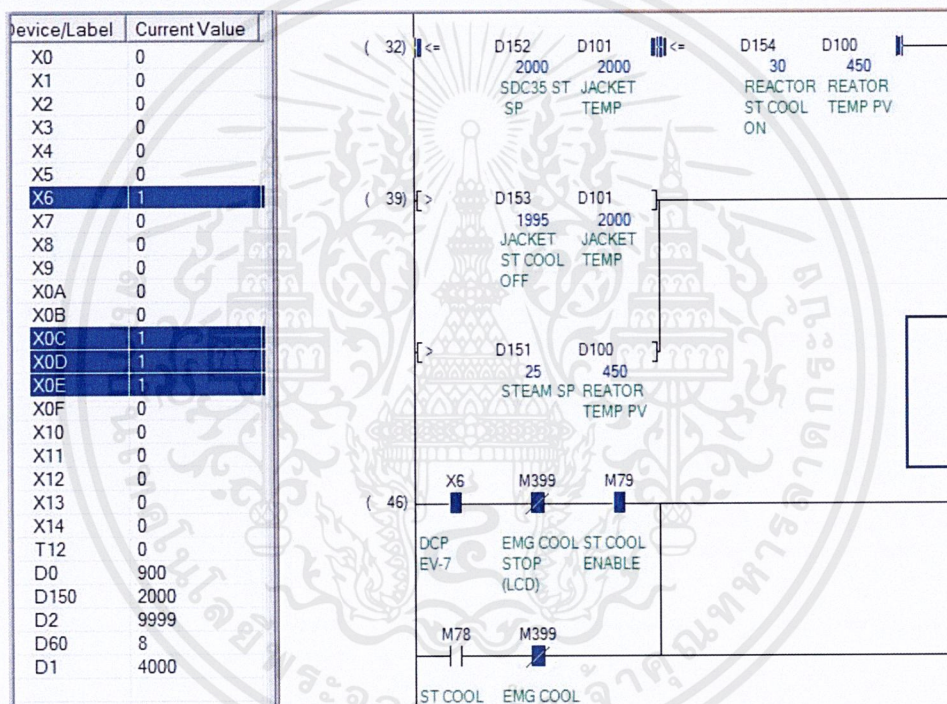 Device/Label Current Value
X0 0
X1 0
X2 0
X3 0
X4 0
X5 0
X6 1
X7 0
X8 0
X9 0
X0A 0
X0B 0
X0C 1
X0D 1
X0E 1
X0F 0
X10 0
X11 0
X12 0
X13 0
X14 0
T12 0
D0 900
D150 2000
D2 9999
D60 8
D1 4000
( 32) <= D152 D101 <= D154 D100
2000 2000 30 450
SDC35 ST JACKET REACTOR REATOR
SP TEMP ST COOL TEMP PV
ON
( 39) [> D153 D101 ]
1995 2000
JACKET JACKET
ST COOL TEMP
OFF
[> D151 D100 ]
25 450
STEAM SP REATOR
TEMP PV
( 46) X6 M399 M79
DCP EMG COOL ST COOL
EV-7 STOP ENABLE
(LCD)
M78 M399
ST COOL EMG COOL